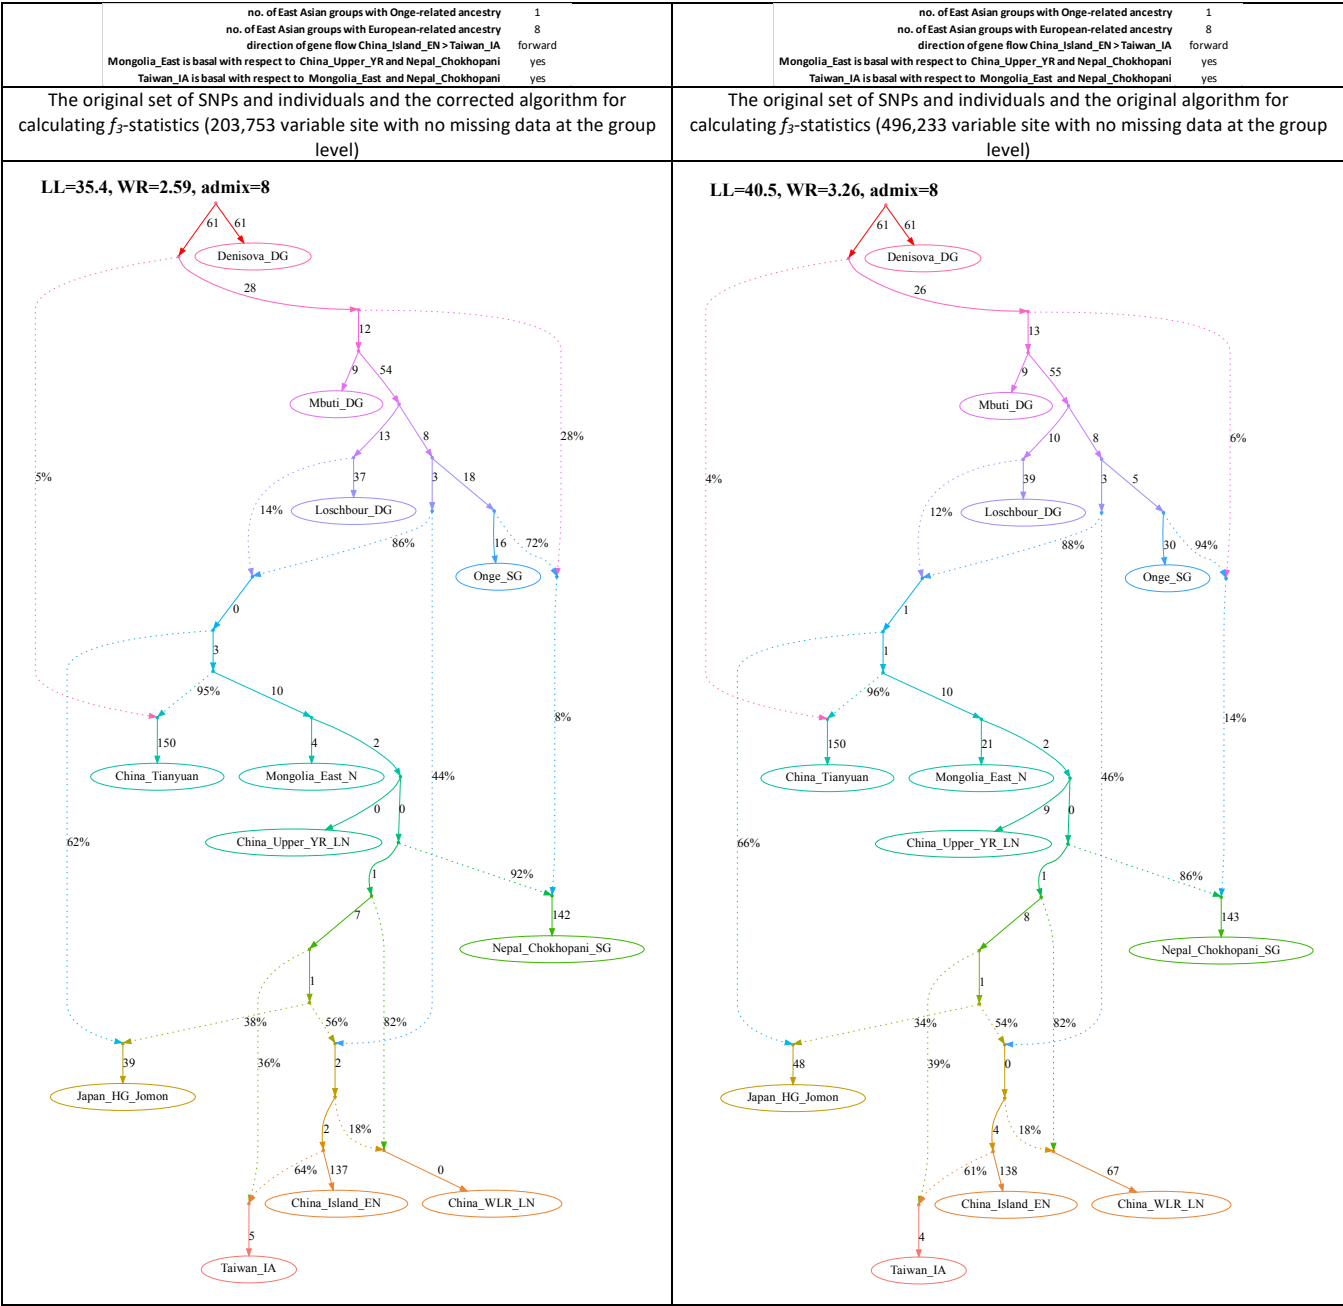 no. of East Asian groups with Onge-related ancestry 1
no. of East Asian groups with European-related ancestry 8
direction of gene flow China_Island_EN > Taiwan_IA forward
Mongolia_East is basal with respect to China_Upper_YR and Nepal_Chokhopani yes
Taiwan_IA is basal with respect to Mongolia_East and Nepal_Chokhopani yes
The original set of SNPs and individuals and the corrected algorithm for
calculating f3-statistics (203,753 variable site with no missing data at the group
level)
LL=35.4, WR=2.59, admix=8
61 61
Denisova_DG
28
12
9 54
Mbuti_DG
13 8
28%
5%
37 3 18
14%
Loschbour_DG
86%
16 72%
Onge_SG
0
3
95% 10
8%
150 4 2
China_Tianyuan Mongolia_East_N
44%
0 0
62%
China_Upper_YR_LN
92%
1
7
142
Nepal_Chokhopani_SG
1
38% 56% 82%
39
36%
2
Japan_HG_Jomon
2 18%
64% 137 0
China_Island_EN China_WLR_LN
5
Taiwan_IA
no. of East Asian groups with Onge-related ancestry 1
no. of East Asian groups with European-related ancestry 8
direction of gene flow China_Island_EN > Taiwan_IA forward
Mongolia_East is basal with respect to China_Upper_YR and Nepal_Chokhopani yes
Taiwan_IA is basal with respect to Mongolia_East and Nepal_Chokhopani yes
The original set of SNPs and individuals and the original algorithm for
calculating f3-statistics (496,233 variable site with no missing data at the group
level)
LL=40.5, WR=3.26, admix=8
61 61
Denisova_DG
26
13
9 55
Mbuti_DG
10 8
6%
4%
39 3 5
12%
Loschbour_DG
88%
30 94%
Onge_SG
1
1
96% 10
14%
150 21 2
China_Tianyuan Mongolia_East_N
46%
9 0
66%
China_Upper_YR_LN
86%
1
8
143
Nepal_Chokhopani_SG
1
34% 54% 82%
48
39%
0
Japan_HG_Jomon
4 18%
61% 138 67
China_Island_EN China_WLR_LN
4
Taiwan_IA